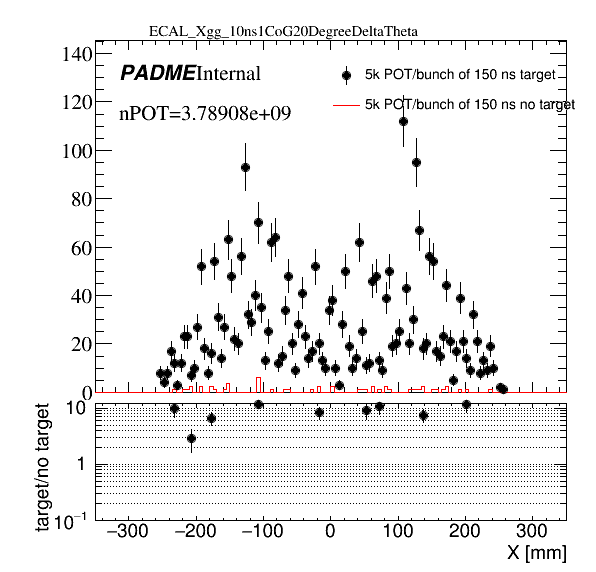 ECAL_Xgg_10ns1CoG20DegreeDeltaTheta
PADME Internal
nPOT=3.78908e+09
5k POT/bunch of 150 ns target
5k POT/bunch of 150 ns no target
140
120
100
80
60
40
20
0
target/no target
10
1
10⁻¹
−300 −200 −100 0 100 200 300
X [mm]